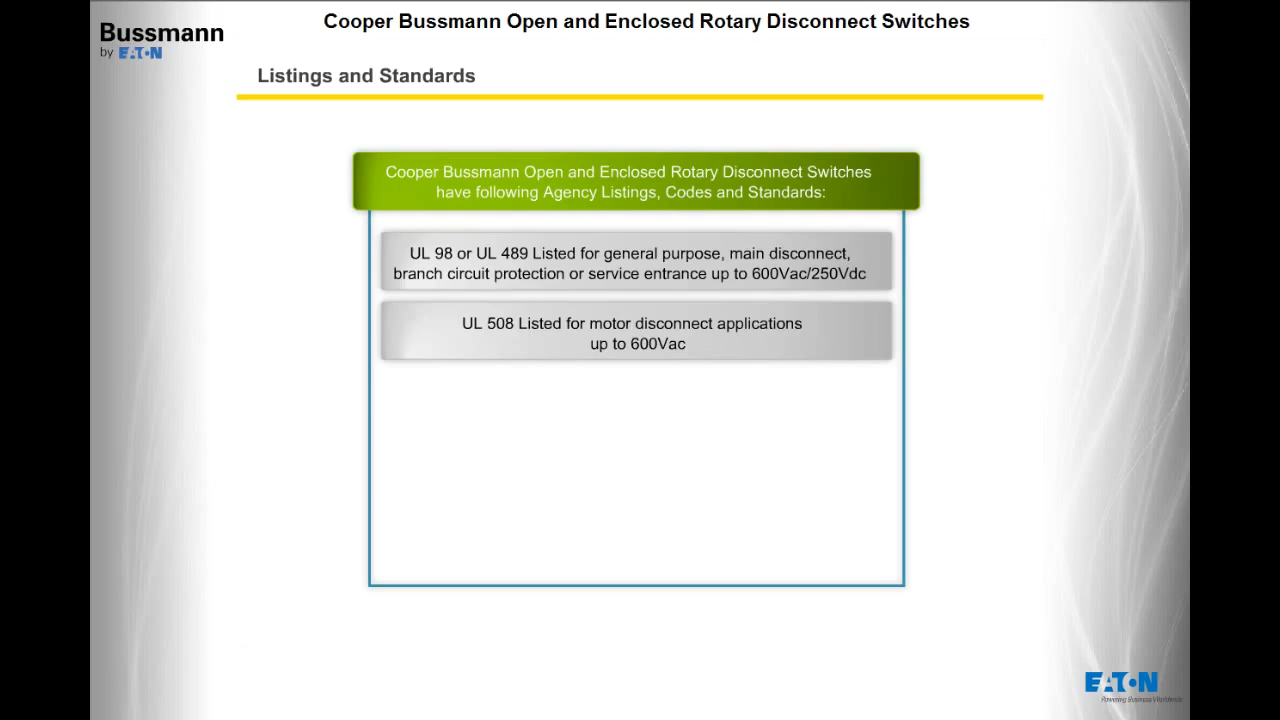 Cooper Bussmann Open and Enclosed Rotary Disconnect Switches
Bussmann
by EATON
Listings and Standards
Cooper Bussmann Open and Enclosed Rotary Disconnect Switches
have following Agency Listings, Codes and Standards:
UL 98 or UL 489 Listed for general purpose, main disconnect,
branch circuit protection or service entrance up to 600Vac/250Vdc
UL 508 Listed for motor disconnect applications
up to 600Vac
EATON
Powering Business Worldwide